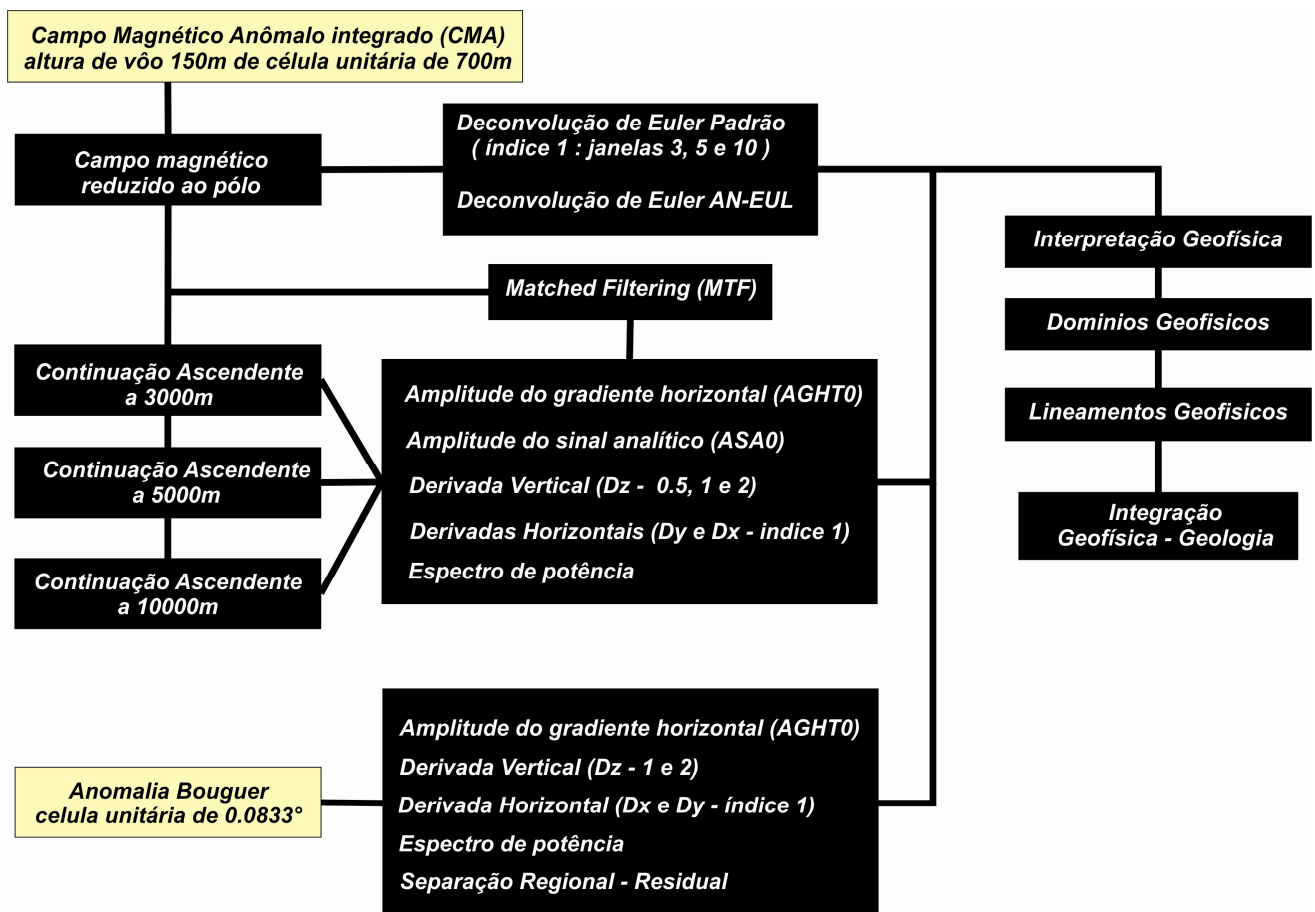 Campo Magnético Anômalo integrado (CMA)
altura de vôo 150m de célula unitária de 700m
Campo magnético
reduzido ao pólo
Deconvolução de Euler Padrão
( índice 1 : janelas 3, 5 e 10 )
Deconvolução de Euler AN-EUL
Matched Filtering (MTF)
Continuação Ascendente
a 3000m
Continuação Ascendente
a 5000m
Continuação Ascendente
a 10000m
Amplitude do gradiente horizontal (AGHT0)
Amplitude do sinal analítico (ASA0)
Derivada Vertical (Dz - 0.5, 1 e 2)
Derivadas Horizontais (Dy e Dx - indice 1)
Espectro de potência
Interpretação Geofísica
Dominios Geofisicos
Lineamentos Geofisicos
Integração
Geofísica - Geologia
Anomalia Bouguer
celula unitária de 0.0833°
Amplitude do gradiente horizontal (AGHT0)
Derivada Vertical (Dz - 1 e 2)
Derivada Horizontal (Dx e Dy - índice 1)
Espectro de potência
Separação Regional - Residual